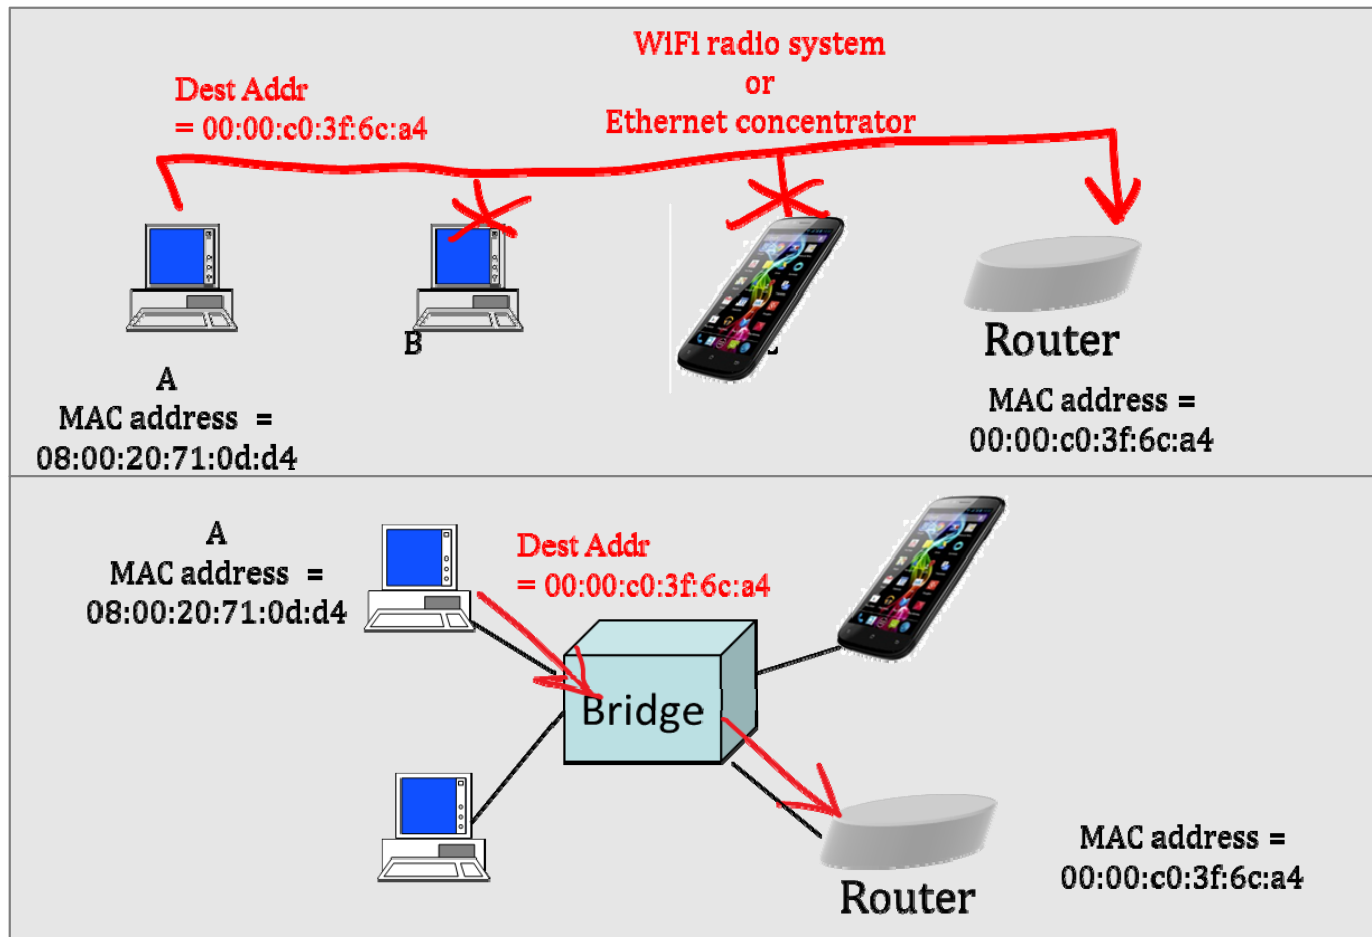 WiFi radio system
or
Ethernet concentrator
Dest Addr
= 00:00:c0:3f:6c:a4
B
Router
A
MAC address =
08:00:20:71:0d:d4
MAC address =
00:00:c0:3f:6c:a4
A
MAC address =
08:00:20:71:0d:d4
Dest Addr
= 00:00:c0:3f:6c:a4
Bridge
Router
MAC address =
00:00:c0:3f:6c:a4